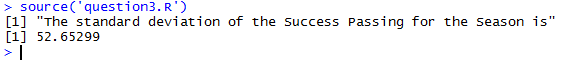 > source('question3.R')
[1] "The standard deviation of the Success Passing for the Season is"
[1] 52.65299
>